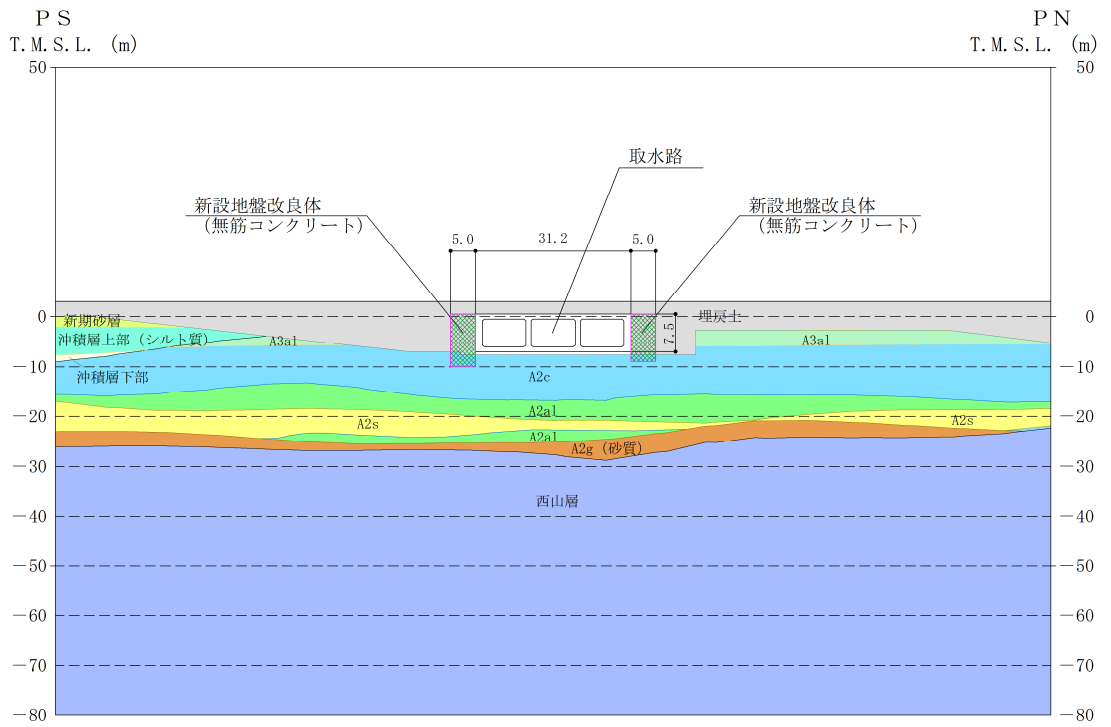 PS
PN
T.M.S.L. (m)
T.M.S.L. (m)
50
50
取水路
新設地盤改良体
(無筋コンクリート)
新設地盤改良体
(無筋コンクリート)
5.0
31.2
5.0
7.5
0
0
新期砂層
埋戻土
沖積層上部(シルト質)
A3al
A3al
-10
-10
沖積層下部
A2c
A2al
-20
-20
A2s
A2s
A2al
A2g(砂質)
-30
-30
西山層
-40
-40
-50
-50
-60
-60
-70
-70
-80
-80